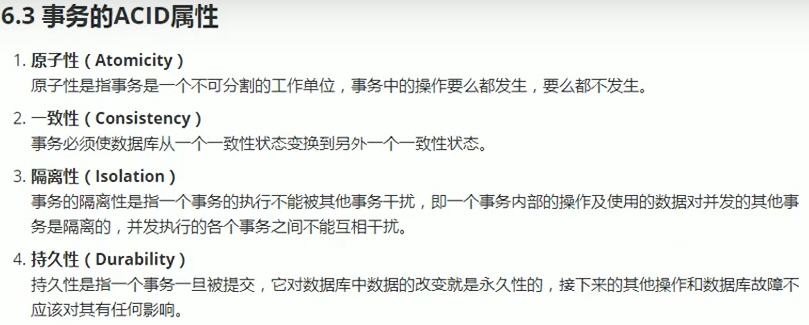 6.3 事务的ACID属性
1. 原子性（Atomicity）
原子性是指事务是一个不可分割的工作单位，事务中的操作要么都发生，要么都不发生。
2. 一致性（Consistency）
事务必须使数据库从一个一致性状态变换到另外一个一致性状态。
3. 隔离性（Isolation）
事务的隔离性是指一个事务的执行不能被其他事务干扰，即一个事务内部的操作及使用的数据对并发的其他事
务是隔离的，并发执行的各个事务之间不能互相干扰。
4. 持久性（Durability）
持久性是指一个事务一旦被提交，它对数据库中数据的改变就是永久性的，接下来的其他操作和数据库故障不
应该对其有任何影响。